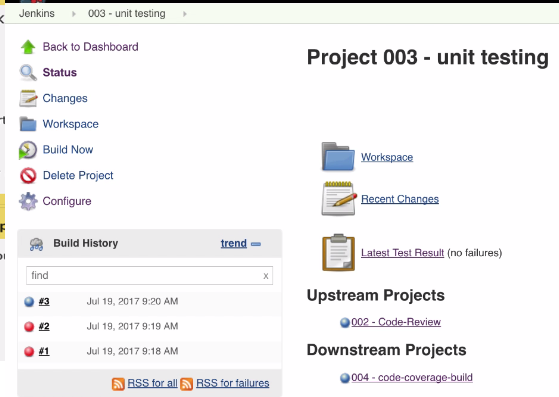 Jenkins 003 - unit testing
Back to Dashboard
Status
Changes
Workspace
Build Now
Delete Project
Configure
Build History trend
find x
#3 Jul 19, 2017 9:20 AM
#2 Jul 19, 2017 9:19 AM
#1 Jul 19, 2017 9:18 AM
RSS for all RSS for failures
Project 003 - unit testing
Workspace
Recent Changes
Latest Test Result (no failures)
Upstream Projects
002 - Code-Review
Downstream Projects
004 - code-coverage-build